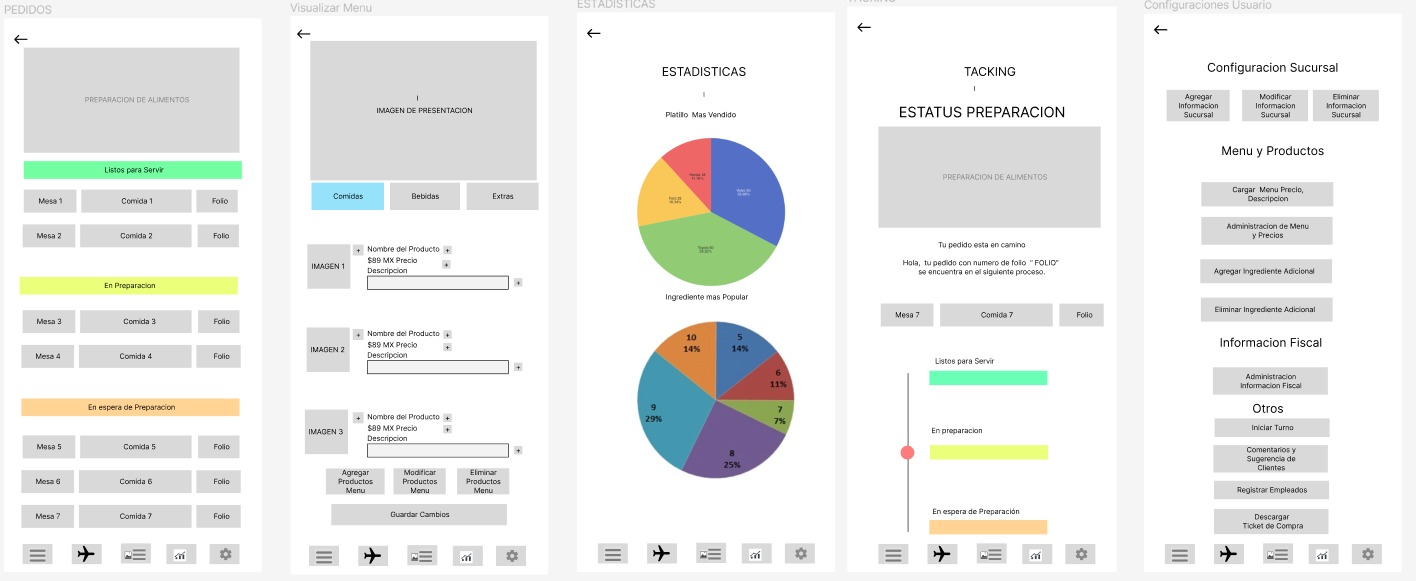 PEDIDOS
PREPARACION DE ALIMENTOS
Listos para Servir
Mesa 1
Comida 1
Folio
Mesa 2
Comida 2
Folio
En Preparacion
Mesa 3
Comida 3
Folio
Mesa 4
Comida 4
Folio
En espera de Preparacion
Mesa 5
Comida 5
Folio
Mesa 6
Comida 6
Folio
Mesa 7
Comida 7
Folio
Visualizar Menu
I
IMAGEN DE PRESENTACION
Comidas
Bebidas
Extras
IMAGEN 1
+
Nombre del Producto +
$89 MX Precio +
Descripcion
+
IMAGEN 2
+
Nombre del Producto +
$89 MX Precio +
Descripcion
+
IMAGEN 3
+
Nombre del Producto +
$89 MX Precio +
Descripcion
+
Agregar
Productos
Menu
Modificar
Productos
Menu
Eliminar
Productos
Menu
Guardar Cambios
ESTADISTICAS
ESTADISTICAS
I
Platillo Mas Vendido
Ingrediente mas Popular
10
14%
5
14%
6
11%
7
7%
8
25%
9
29%
TACKING
TACKING
I
ESTATUS PREPARACION
PREPARACION DE ALIMENTOS
Tu pedido esta en camino
Hola, tu pedido con numero de folio " FOLIO"
se encuentra en el siguiente proceso.
Mesa 7
Comida 7
Folio
Listos para Servir
En preparacion
En espera de Preparación
Configuraciones Usuario
Configuracion Sucursal
Agregar
Informacion
Sucursal
Modificar
Informacion
Sucursal
Eliminar
Informacion
Sucursal
Menu y Productos
Cargar Menu Precio,
Descripcion
Administracion de Menu
y Precios
Agregar Ingrediente Adicional
Eliminar Ingrediente Adicional
Informacion Fiscal
Administracion
Informacion Fiscal
Otros
Iniciar Turno
Comentarios y
Sugerencia de
Clientes
Registrar Empleados
Descargar
Ticket de Compra